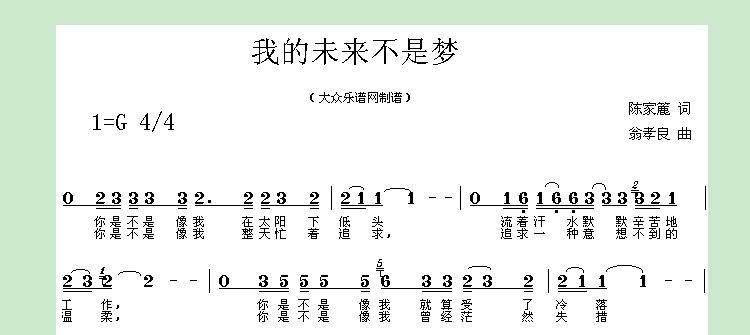 我的未来不是梦
(大众乐谱网制谱)
1=G 4/4
陈家麓 词
翁孝良 曲
0 2 3 3 3 3 2. 2 2 3 2 | 2 1 1 - - | 0 1 6 1 6 6 3 3 3 2 1 |
你是不是像我 在太阳下 低头 流着汗水默默辛苦地
你是不是像我 整天忙着 追求, 追求一种意想不到的
2 3 2 - - | 0 3 5 5 5 5 6 3 3 2 3 2 | 2 1 1 - -
工作, 你是不是像我就算受了冷落
温柔, 你是不是像我曾经茫然失措